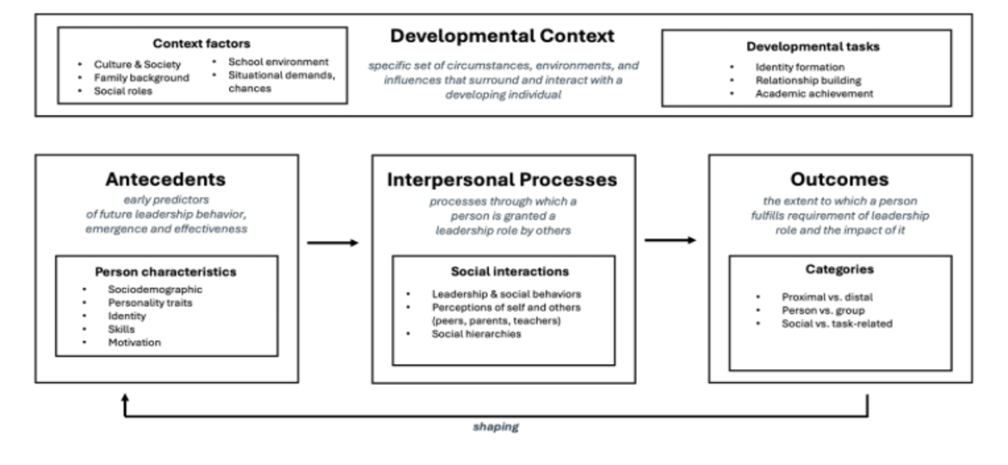 Developmental Context
specific set of circumstances, environments, and
influences that surround and interact with a
developing individual
Context factors
• Culture & Society
• Family background
• Social roles
• School environment
• Situational demands,
chances
Developmental tasks
• Identity formation
• Relationship building
• Academic achievement
Antecedents
early predictors
of future leadership behavior,
emergence and effectiveness
Person characteristics
• Sociodemographic
• Personality traits
• Identity
• Skills
• Motivation
Interpersonal Processes
processes through which a
person is granted a
leadership role by others
Social interactions
• Leadership & social behaviors
• Perceptions of self and others
(peers, parents, teachers)
• Social hierarchies
Outcomes
the extent to which a person
fulfills requirement of leadership
role and the impact of it
Categories
• Proximal vs. distal
• Person vs. group
• Social vs. task-related
shaping